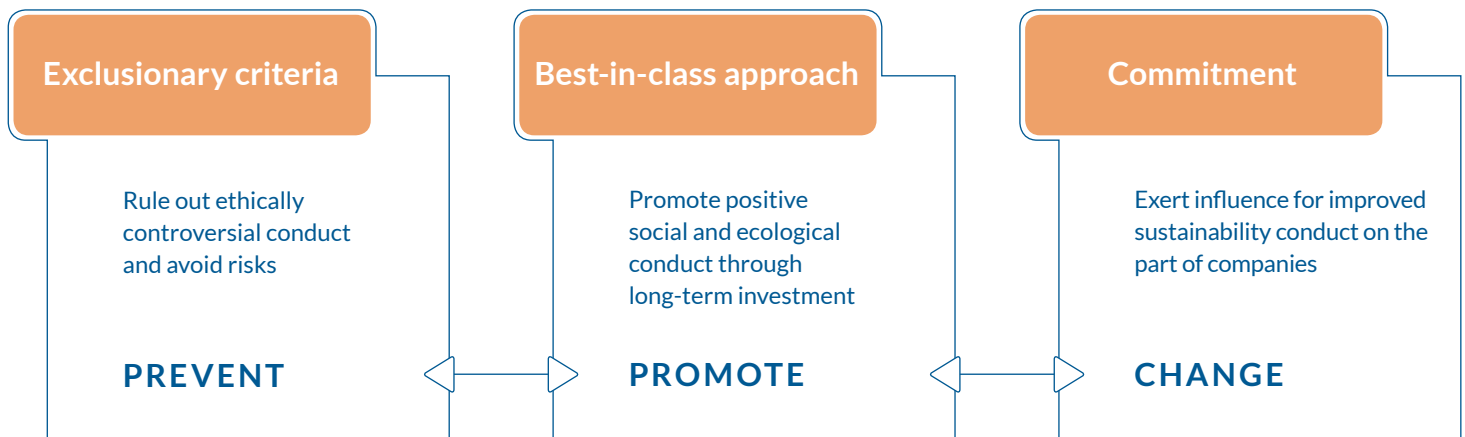 Exclusionary criteria
Rule out ethically
controversial conduct
and avoid risks
PREVENT
Best-in-class approach
Promote positive
social and ecological
conduct through
long-term investment
PROMOTE
Commitment
Exert influence for improved
sustainability conduct on the
part of companies
CHANGE